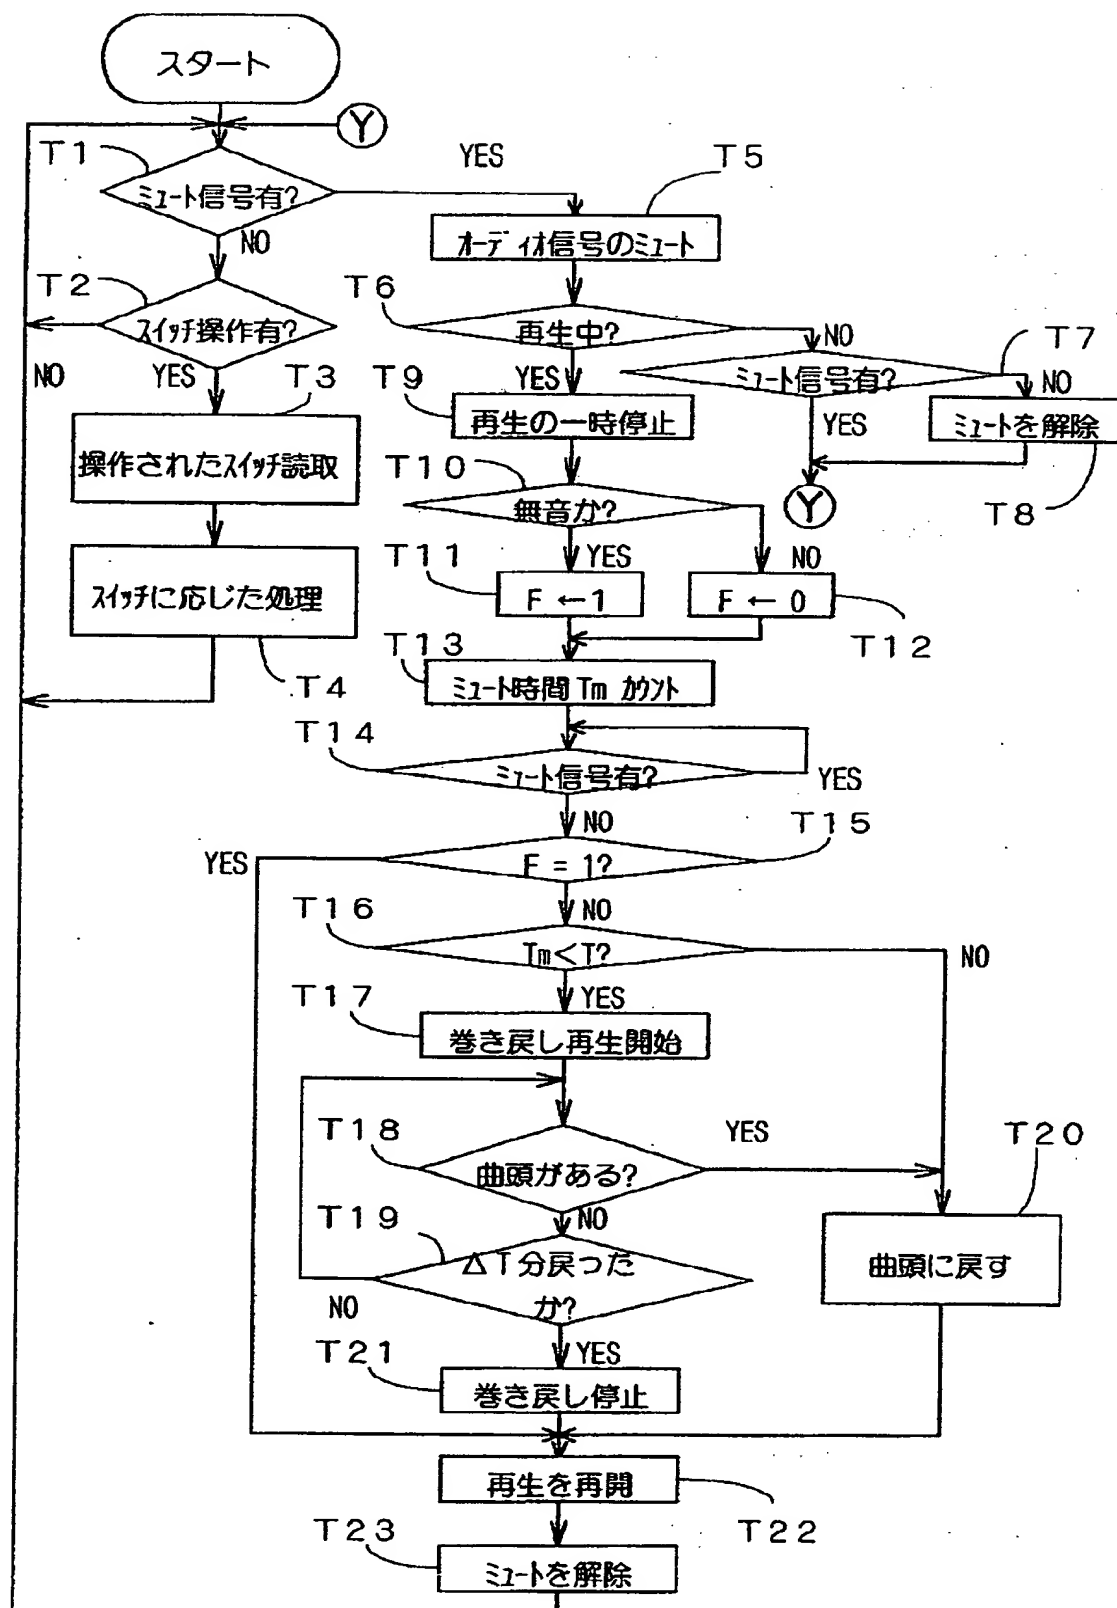 スタート
Y
T1
YES
T5
ミュート信号有?
オーディオ信号のミュート
NO
T2
T6
スイッチ操作有?
再生中?
NO
T7
NO
YES
T3
T9
YES
ミュート信号有?
NO
再生の一時停止
YES
ミュートを解除
操作されたスイッチ読取
T10
無音か?
Y
T8
T11
YES
NO
スイッチに応じた処理
F ← 1
F ← 0
T13
T12
T4
ミュート時間 Tm カウント
T14
ミュート信号有?
YES
NO
T15
YES
F = 1?
T16
NO
Tm<T?
NO
T17
YES
巻き戻し再生開始
T18
YES
T20
曲頭がある?
T19
NO
△T分戻った
か?
曲頭に戻す
NO
T21
YES
巻き戻し停止
再生を再開
T23
T22
ミュートを解除